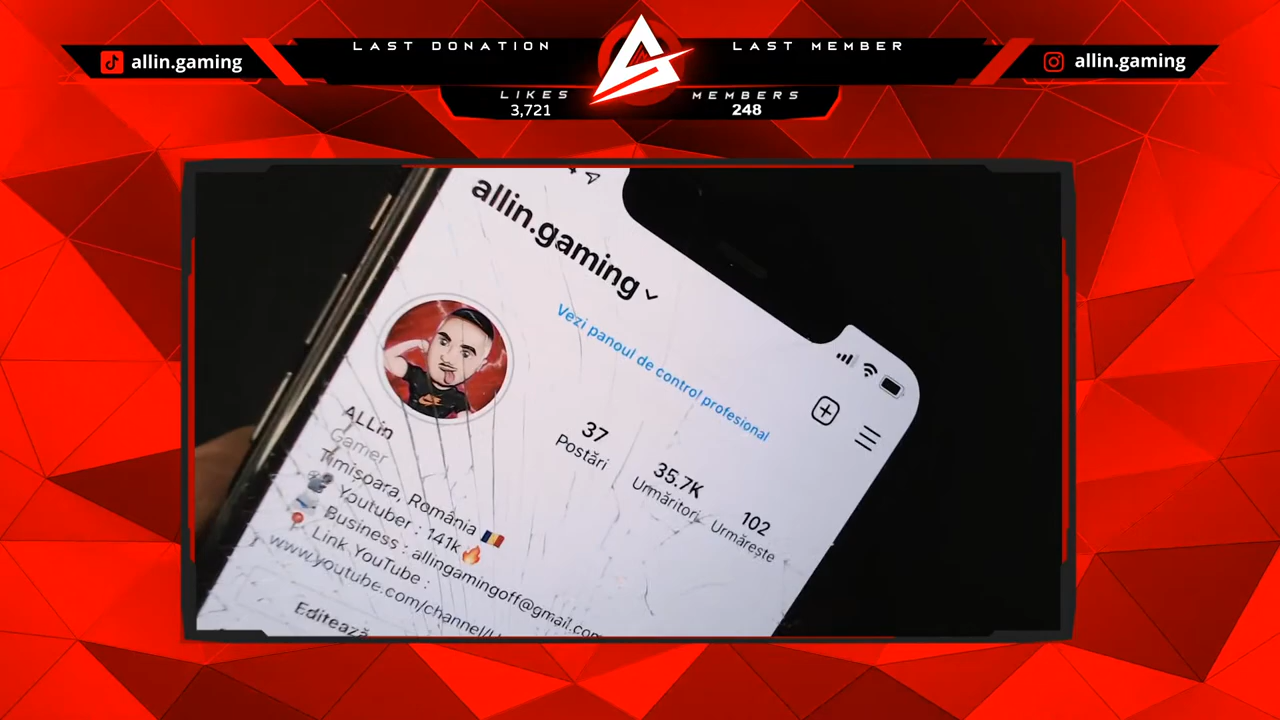 LAST DONATION
LAST MEMBER
allin.gaming
allin.gaming
LIKES
3,721
MEMBERS
248
allin.gaming
Vezi panoul de control profesional
37
Postări
35.7K
Urmăritori
102
Urmărește
ALLin
Gamer
Timișoara, România 🇷🇴
Youtuber : 141k🔥
Business : allingamingoff@gmail.com
Link YouTube :
www.youtube.com/channel/
Editează